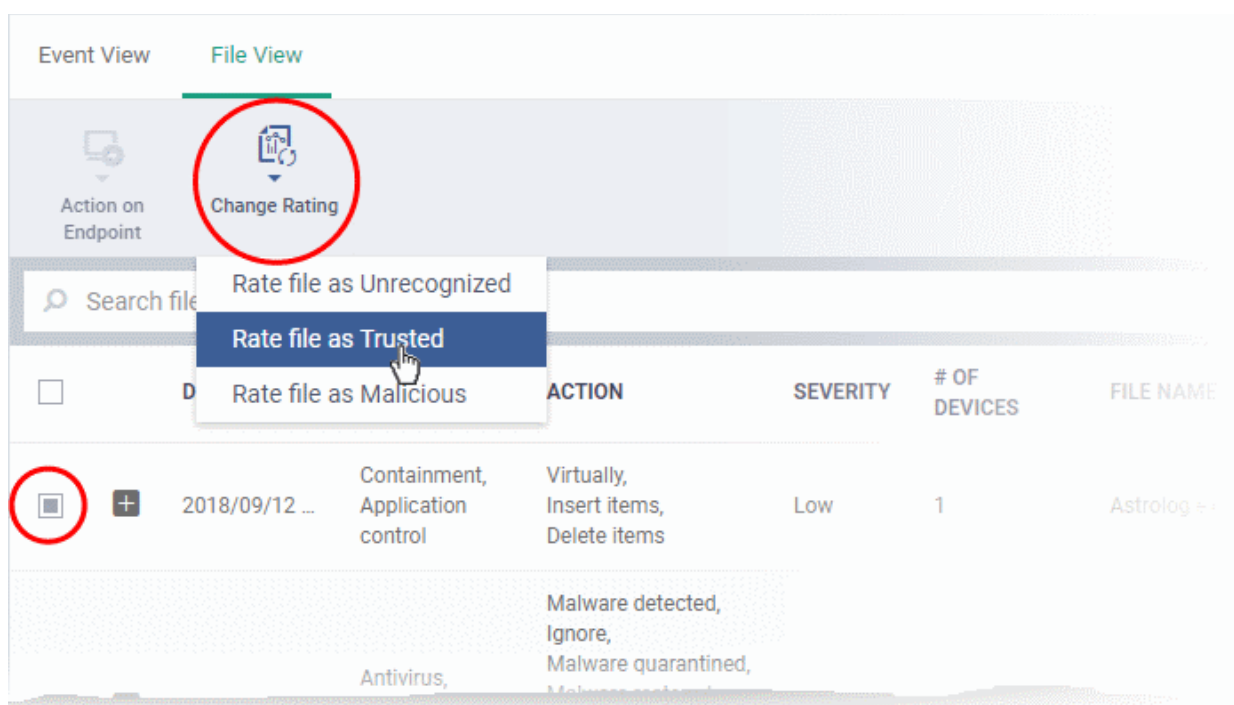 Event View File View
Action on
Endpoint
Change Rating
Rate file as Unrecognized
Search file
Rate file as Trusted
Rate file as Malicious
D ACTION SEVERITY # OF
DEVICES FILE NAME
Containment,
Application
control
2018/09/12 ...
Virtually,
Insert items,
Delete items
Low 1 Astrolog
Malware detected,
Ignore,
Malware quarantined,
Antivirus,